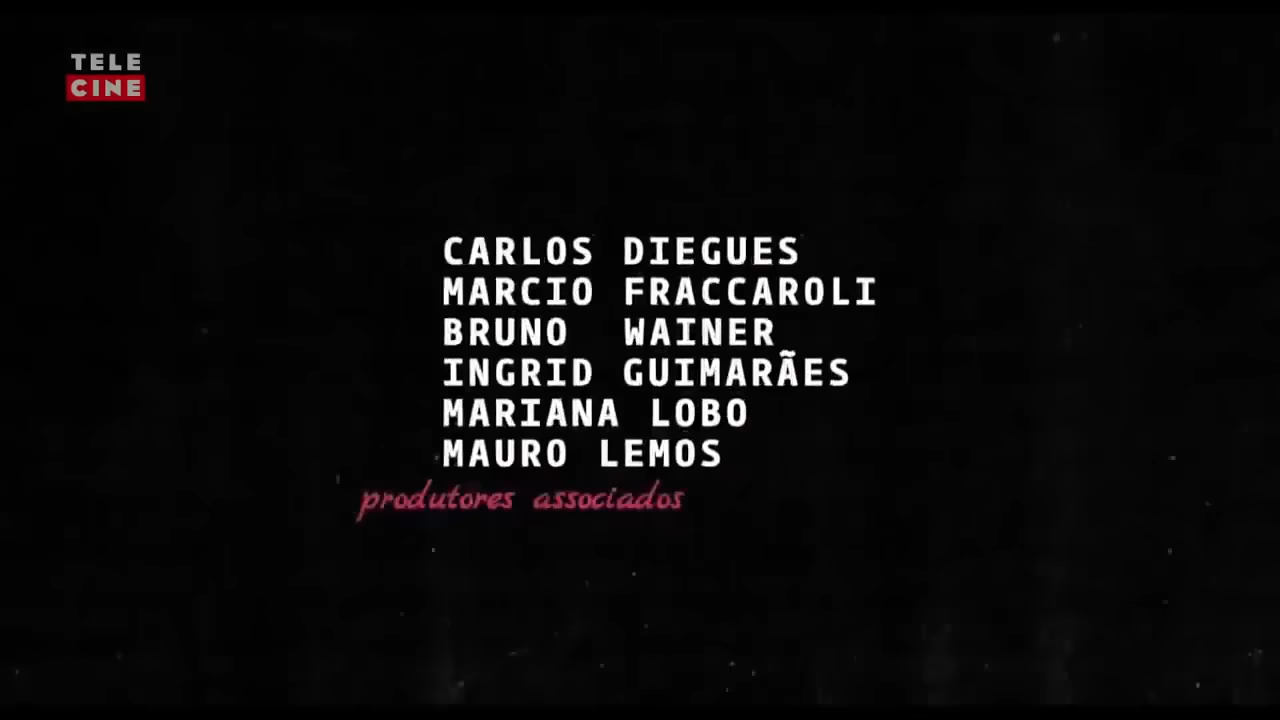 TELE
CINE
CARLOS DIEGUES
MARCIO FRACCAROLI
BRUNO WAINER
INGRID GUIMARÃES
MARIANA LOBO
MAURO LEMOS
produtores associados